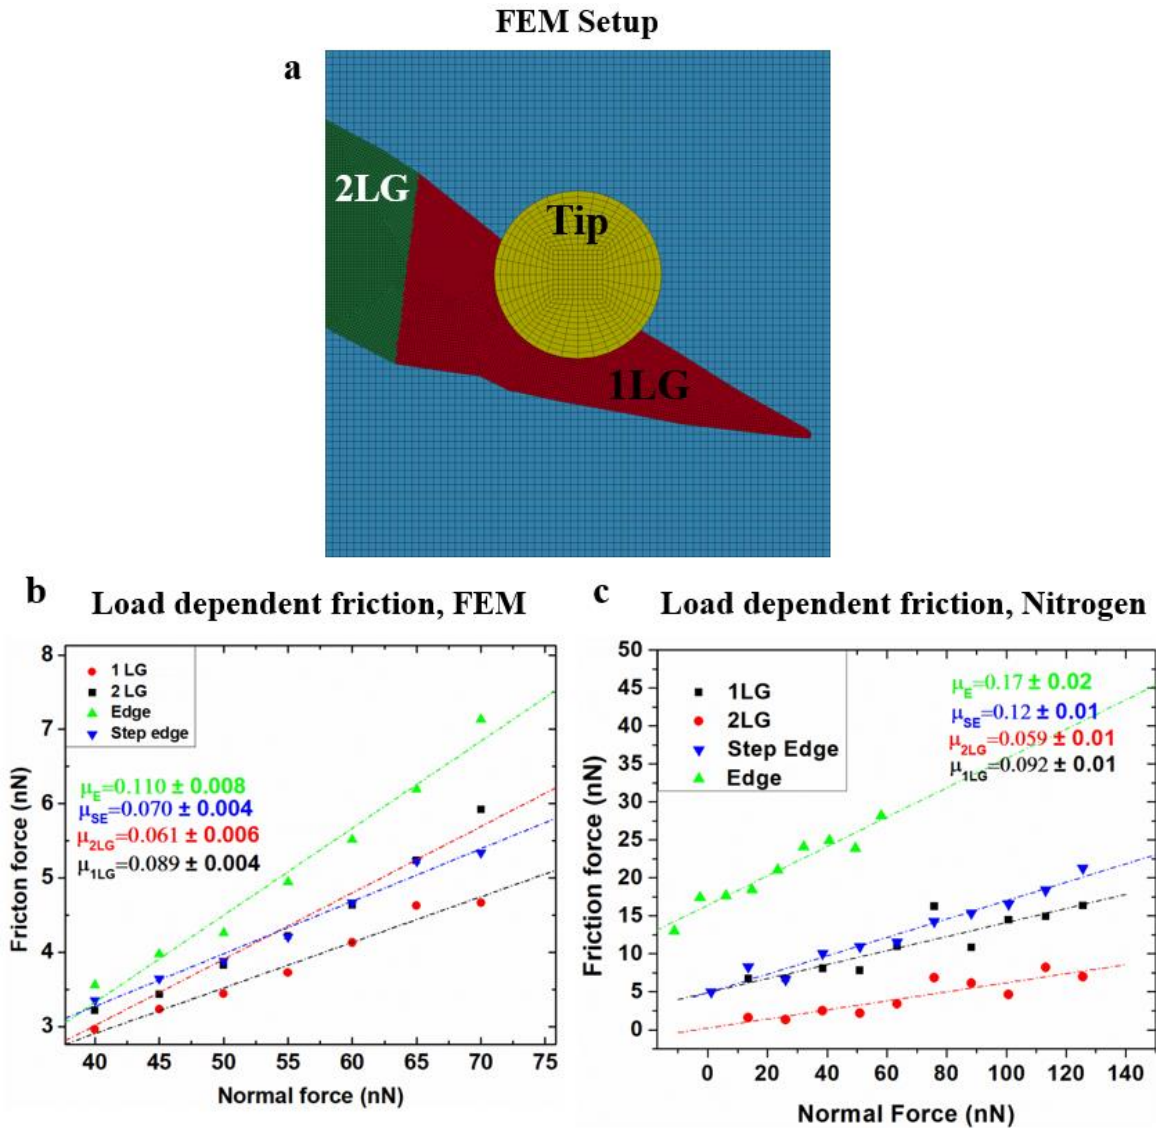 FEM Setup
a
2LG
Tip
1LG
b Load dependent friction, FEM
8
7
6
5
4
3
40 45 50 55 60 65 70 75
Friction force (nN)
Normal force (nN)
1 LG
2 LG
Edge
Step edge
μE=0.110 ± 0.008
μSE=0.070 ± 0.004
μ2LG=0.061 ± 0.006
μ1LG=0.089 ± 0.004
c Load dependent friction, Nitrogen
50
45
40
35
30
25
20
15
10
5
0
0 20 40 60 80 100 120 140
Friction force (nN)
Normal Force (nN)
1LG
2LG
Step Edge
Edge
μE=0.17 ± 0.02
μSE=0.12 ± 0.01
μ2LG=0.059 ± 0.01
μ1LG=0.092 ± 0.01